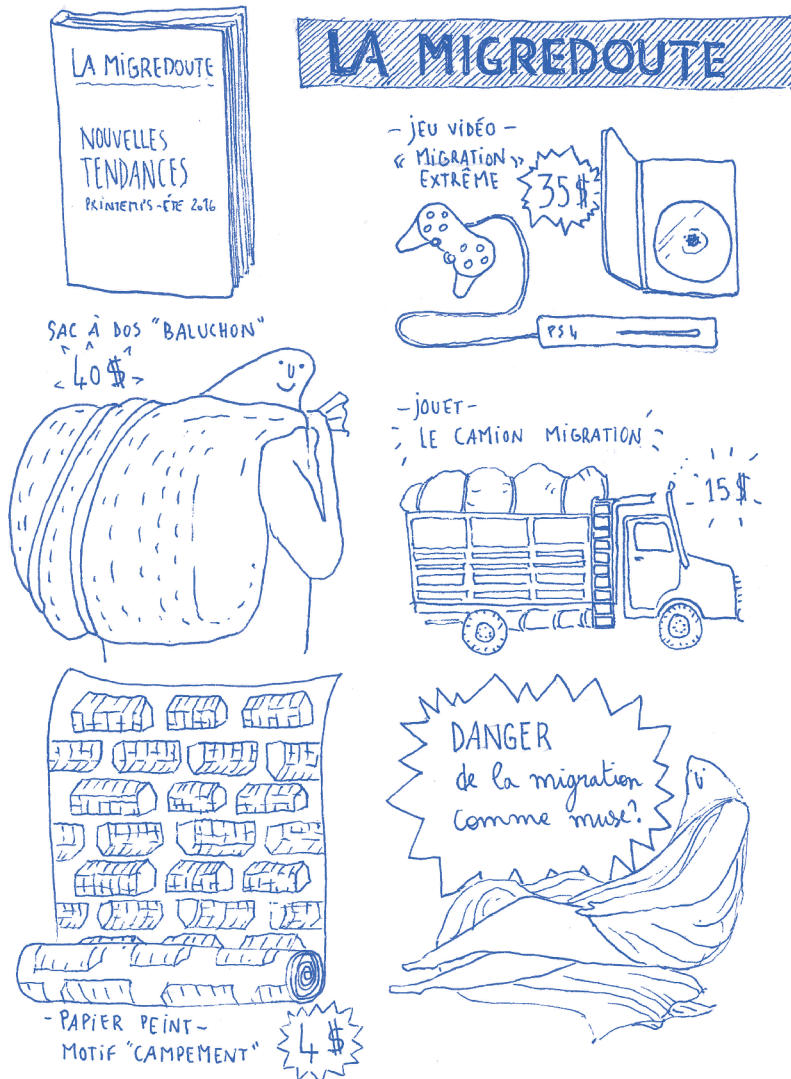 LA MIGREDOUTE
NOUVELLES
TENDANCES
PRINTEMPS-ÉTÉ 2016
LA MIGREDOUTE
- JEU VIDÉO -
« MIGRATION »
EXTRÊME
35$
PS4
SAC À DOS "BALUCHON"
40$
- JOUET -
LE CAMION MIGRATION
15$
- PAPIER PEINT -
MOTIF "CAMPEMENT"
4$
DANGER
de la migration
comme muse?